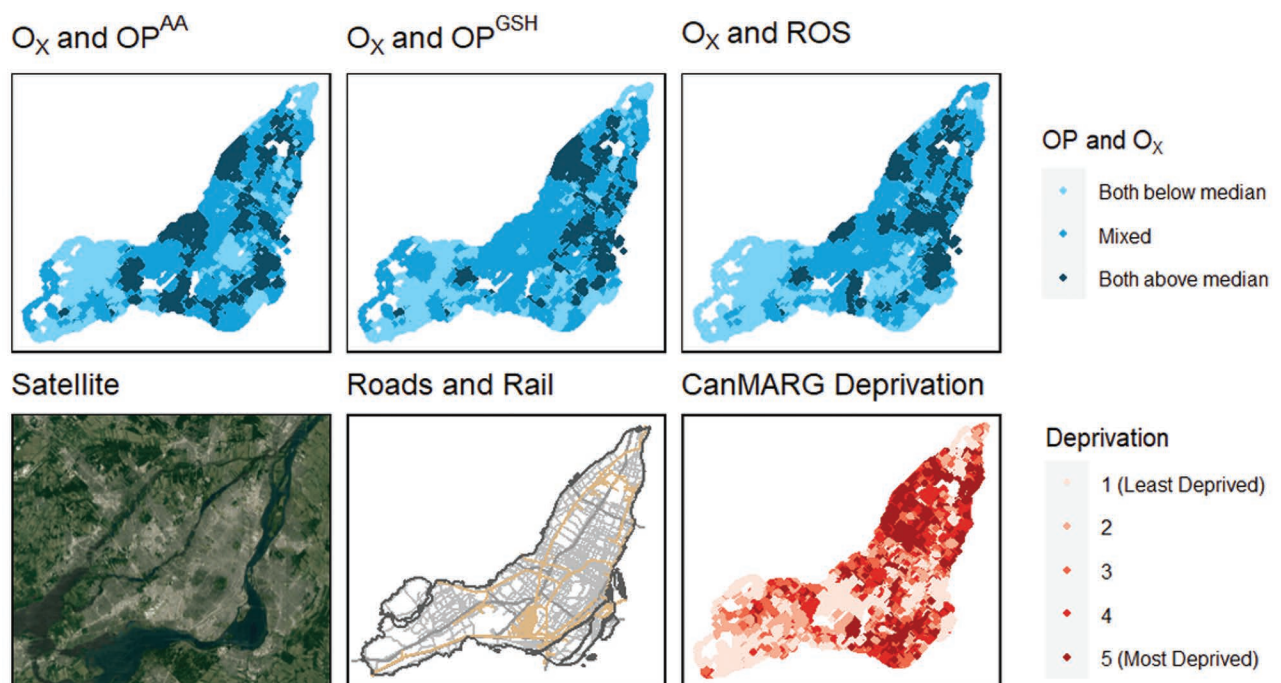 Oₓ and OPᴬᴬ
Oₓ and OPᴳˢᴴ
Oₓ and ROS
OP and Oₓ
Both below median
Mixed
Both above median
Satellite
Roads and Rail
CanMARG Deprivation
Deprivation
1 (Least Deprived)
2
3
4
5 (Most Deprived)